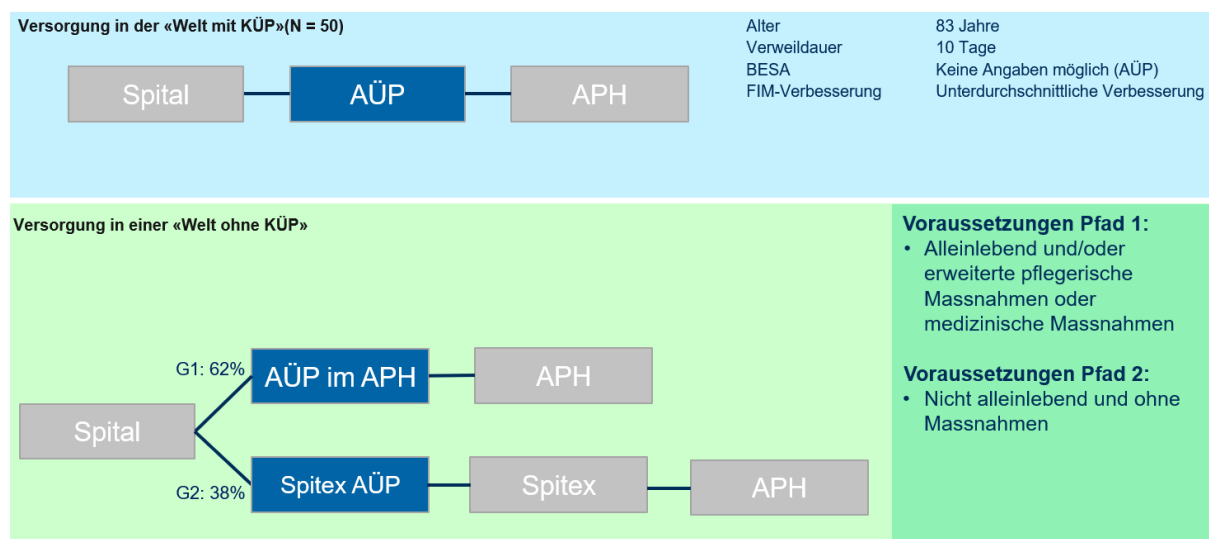 Versorgung in der «Welt mit KÜP»(N = 50)
Alter 83 Jahre
Verweildauer 10 Tage
BESA Keine Angaben möglich (AÜP)
FIM-Verbesserung Unterdurchschnittliche Verbesserung
Spital AÜP APH
Versorgung in einer «Welt ohne KÜP»
G1: 62%
AÜP im APH APH
Spital
G2: 38%
Spitex AÜP Spitex APH
Voraussetzungen Pfad 1:
• Alleinlebend und/oder
erweiterte pflegerische
Massnahmen oder
medizinische Massnahmen
Voraussetzungen Pfad 2:
• Nicht alleinlebend und ohne
Massnahmen